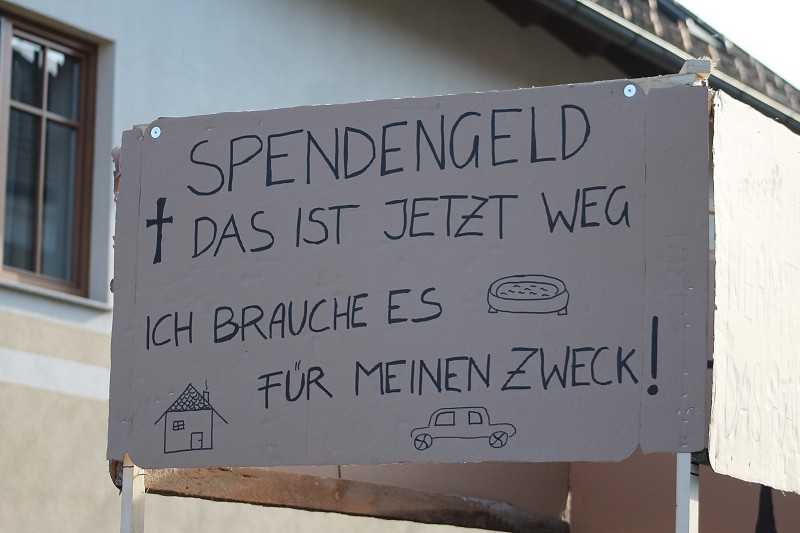 SPENDENGELD
DAS IST JETZT WEG
ICH BRAUCHE ES
FÜR MEINEN ZWECK!